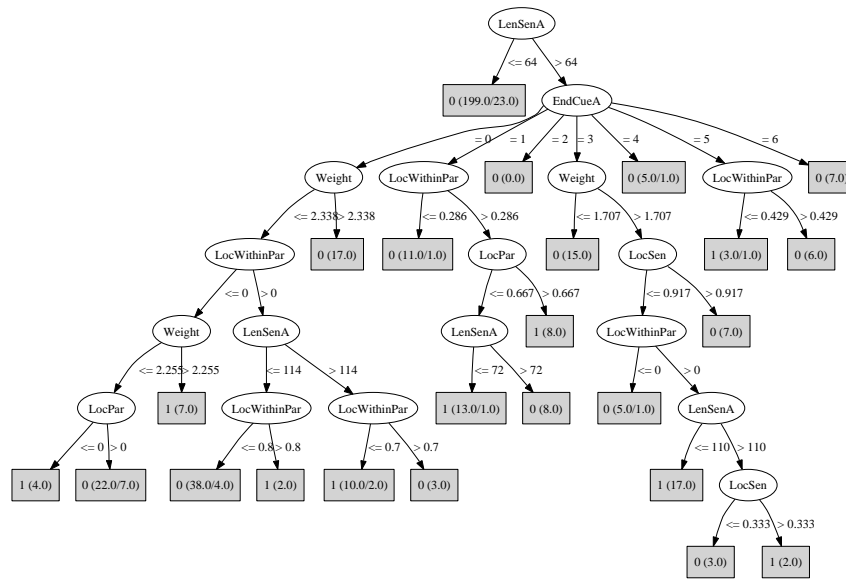 LenSenA
<= 64 > 64
0 (199.0/23.0) EndCueA
= 0 = 1 = 2 = 3 = 4 = 5 = 6
Weight LocWithinPar 0 (0.0) Weight 0 (5.0/1.0) LocWithinPar 0 (7.0)
<= 2.338 > 2.338 <= 0.286 > 0.286 <= 1.707 > 1.707 <= 0.429 > 0.429
LocWithinPar 0 (17.0) 0 (11.0/1.0) LocPar 0 (15.0) LocSen 1 (3.0/1.0) 0 (6.0)
<= 0 > 0 <= 0.667 > 0.667 <= 0.917 > 0.917
Weight LenSenA LenSenA 1 (8.0) LocWithinPar 0 (7.0)
<= 2.255 > 2.255 <= 114 > 114 <= 72 > 72 <= 0 > 0
LocPar 1 (7.0) LocWithinPar LocWithinPar 1 (13.0/1.0) 0 (8.0) 0 (5.0/1.0) LenSenA
<= 0 > 0 <= 0.8 > 0.8 <= 0.7 > 0.7 <= 110 > 110
1 (4.0) 0 (22.0/7.0) 0 (38.0/4.0) 1 (2.0) 1 (10.0/2.0) 0 (3.0) 1 (17.0) LocSen
<= 0.333 > 0.333
0 (3.0) 1 (2.0)